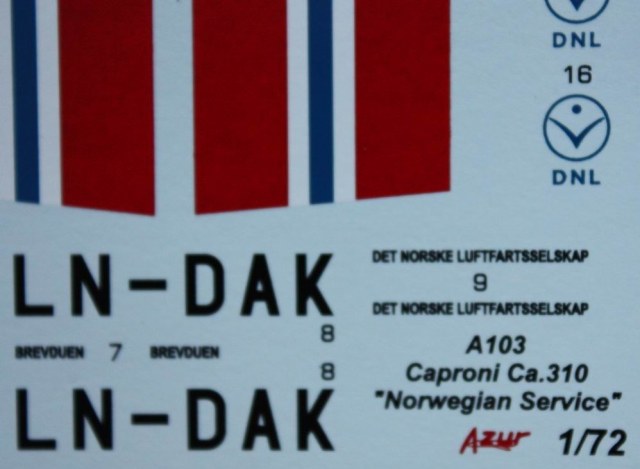 DNL
16
DNL
LN-DAK
DET NORSKE LUFTFARTSSELSKAP
9
DET NORSKE LUFTFARTSSELSKAP
8
BREVDUEN 7 BREVDUEN
8
LN-DAK
A103
Caproni Ca.310
"Norwegian Service"
Azur 1/72